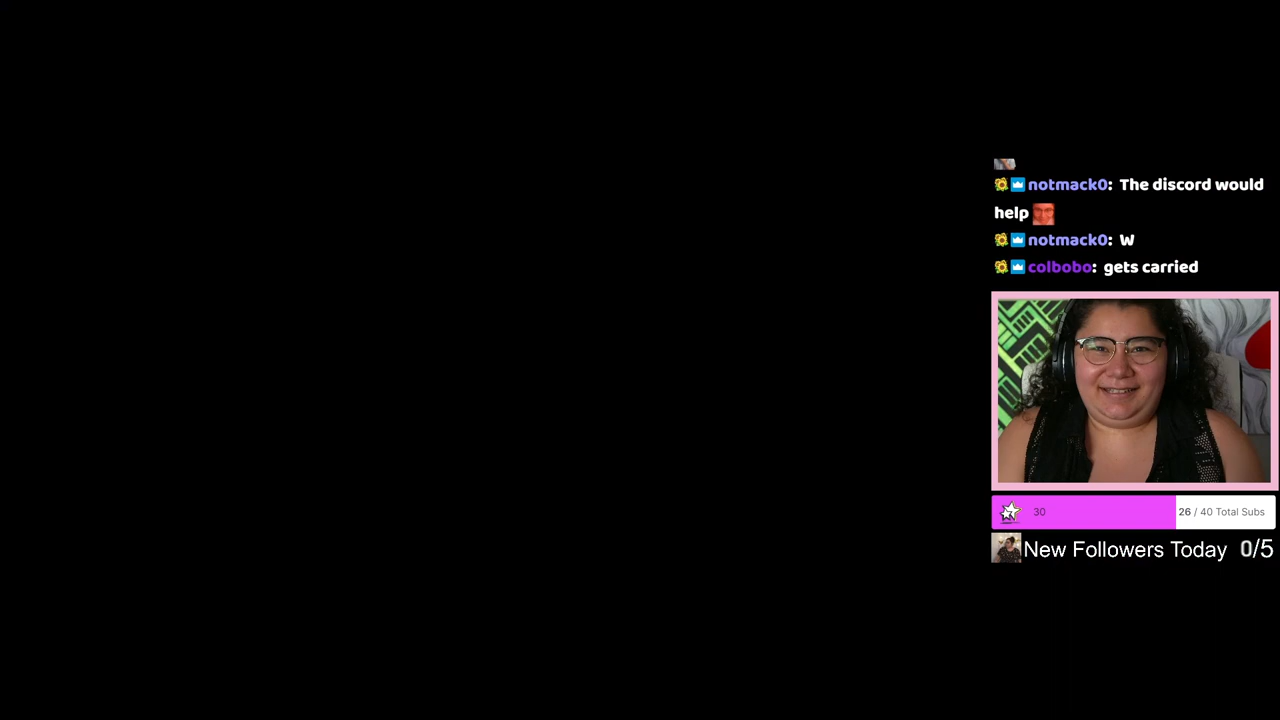 notmack0: The discord would
help
notmack0: W
colbobo: gets carried
30
26 / 40 Total Subs
New Followers Today 0/5